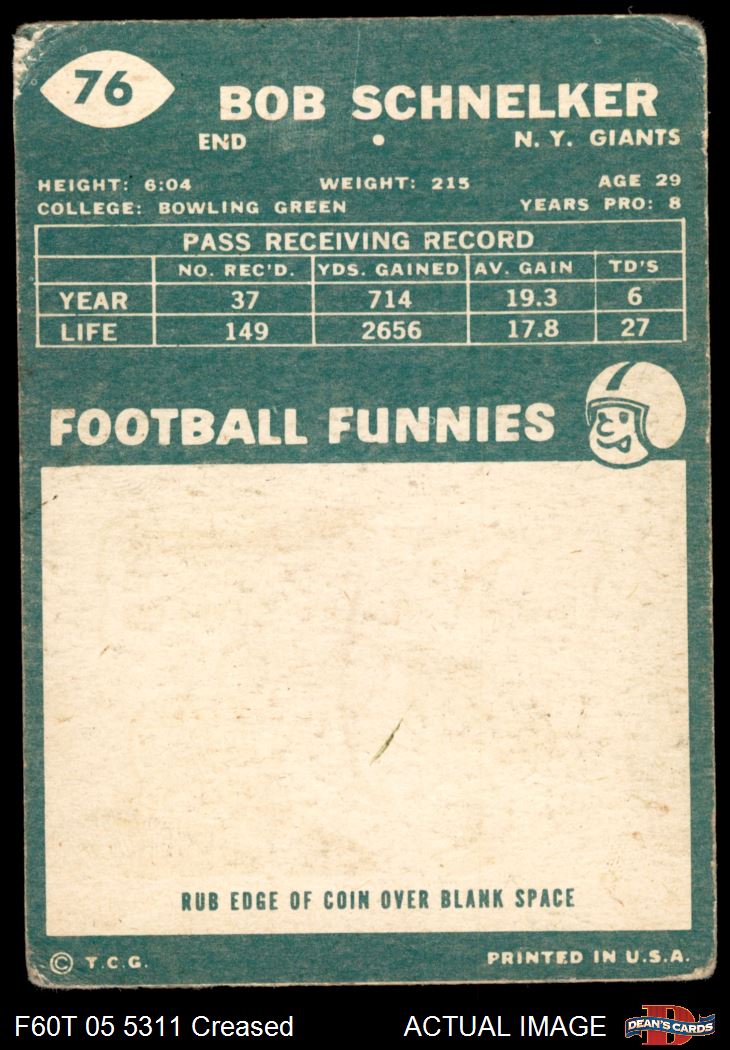 76
BOB SCHNELKER
END • N. Y. GIANTS
HEIGHT: 6:04 WEIGHT: 215 AGE 29
COLLEGE: BOWLING GREEN YEARS PRO: 8
PASS RECEIVING RECORD
NO. REC'D. YDS. GAINED AV. GAIN TD'S
YEAR 37 714 19.3 6
LIFE 149 2656 17.8 27
FOOTBALL FUNNIES
RUB EDGE OF COIN OVER BLANK SPACE
© T.C.G. PRINTED IN U.S.A.
F60T 05 5311 Creased ACTUAL IMAGE D DEAN'S CARDS